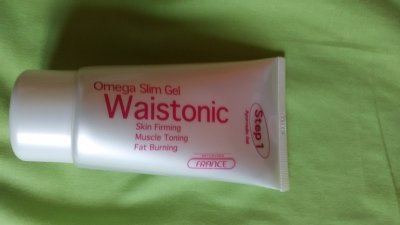 Omega Slim Gel
Waistonic
Skin Firming
Muscle Toning
Fat Burning
FRANCE
Step 1